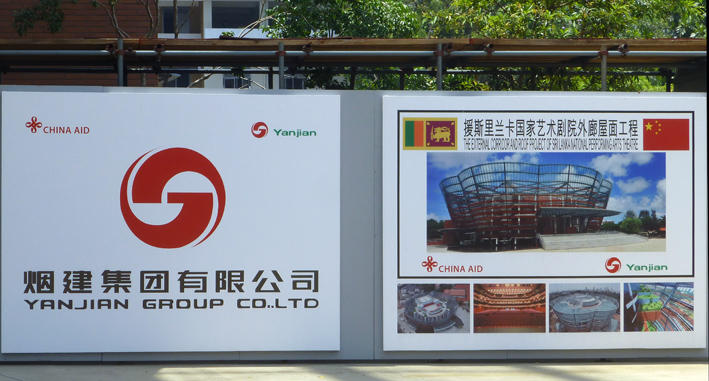 CHINA AID
Yanjian
烟建集团有限公司
YANJIAN GROUP CO..LTD
援斯里兰卡国家艺术剧院外廊屋面工程
THE EXTERNAL CORRIDOR AND ROOF PROJECT OF SRI LANKA NATIONAL PERFORMING ARTS THEATRE
CHINA AID
Yanjian